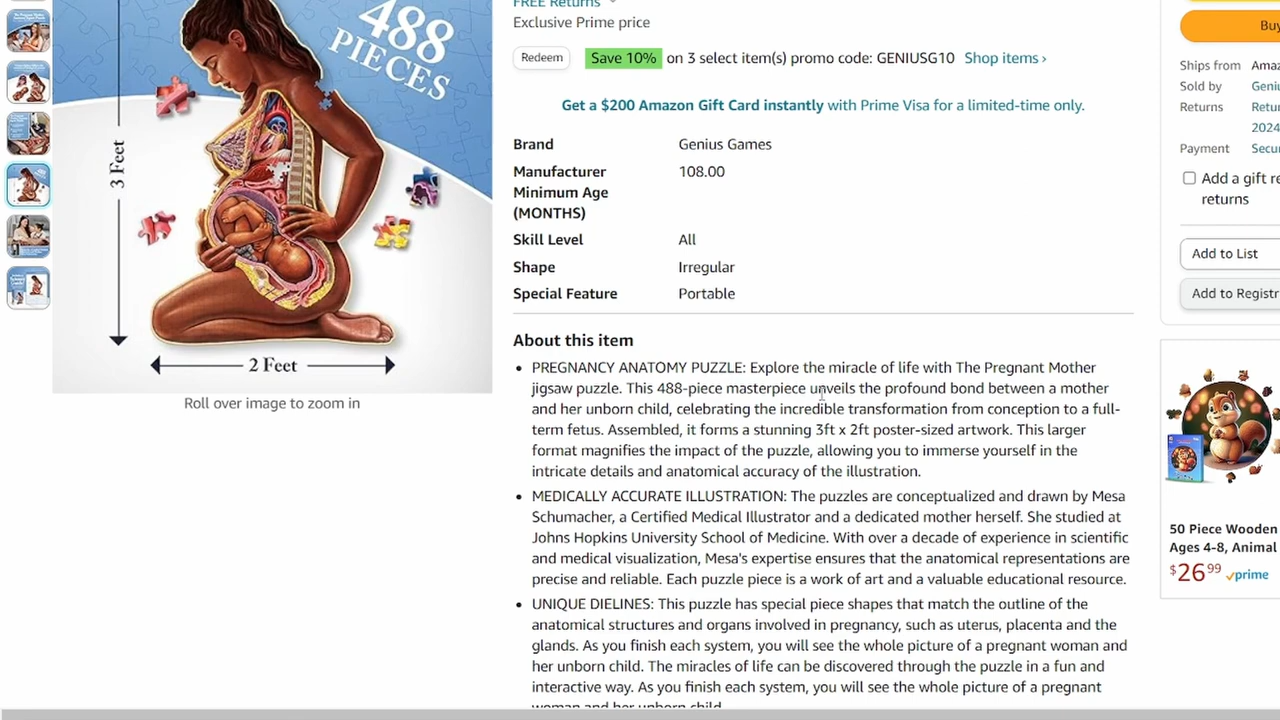 488
PIECES
3 Feet
2 Feet
Roll over image to zoom in
FREE Returns
Exclusive Prime price
Redeem Save 10% on 3 select item(s) promo code: GENIUSG10 Shop items ›
Get a $200 Amazon Gift Card instantly with Prime Visa for a limited-time only.
Brand Genius Games
Manufacturer 108.00
Minimum Age
(MONTHS)
Skill Level All
Shape Irregular
Special Feature Portable
About this item
• PREGNANCY ANATOMY PUZZLE: Explore the miracle of life with The Pregnant Mother
jigsaw puzzle. This 488-piece masterpiece unveils the profound bond between a mother
and her unborn child, celebrating the incredible transformation from conception to a full-
term fetus. Assembled, it forms a stunning 3ft x 2ft poster-sized artwork. This larger
format magnifies the impact of the puzzle, allowing you to immerse yourself in the
intricate details and anatomical accuracy of the illustration.
• MEDICALLY ACCURATE ILLUSTRATION: The puzzles are conceptualized and drawn by Mesa
Schumacher, a Certified Medical Illustrator and a dedicated mother herself. She studied at
Johns Hopkins University School of Medicine. With over a decade of experience in scientific
and medical visualization, Mesa's expertise ensures that the anatomical representations are
precise and reliable. Each puzzle piece is a work of art and a valuable educational resource.
• UNIQUE DIELINES: This puzzle has special piece shapes that match the outline of the
anatomical structures and organs involved in pregnancy, such as uterus, placenta and the
glands. As you finish each system, you will see the whole picture of a pregnant woman and
her unborn child. The miracles of life can be discovered through the puzzle in a fun and
interactive way. As you finish each system, you will see the whole picture of a pregnant
woman and her unborn child.
Buy
Ships from Amaz
Sold by Geniu
Returns Retu
2024
Payment Secur
Add a gift re
returns
Add to List
Add to Registr
50 Piece Wooden
Ages 4-8, Animal
$26.99 prime